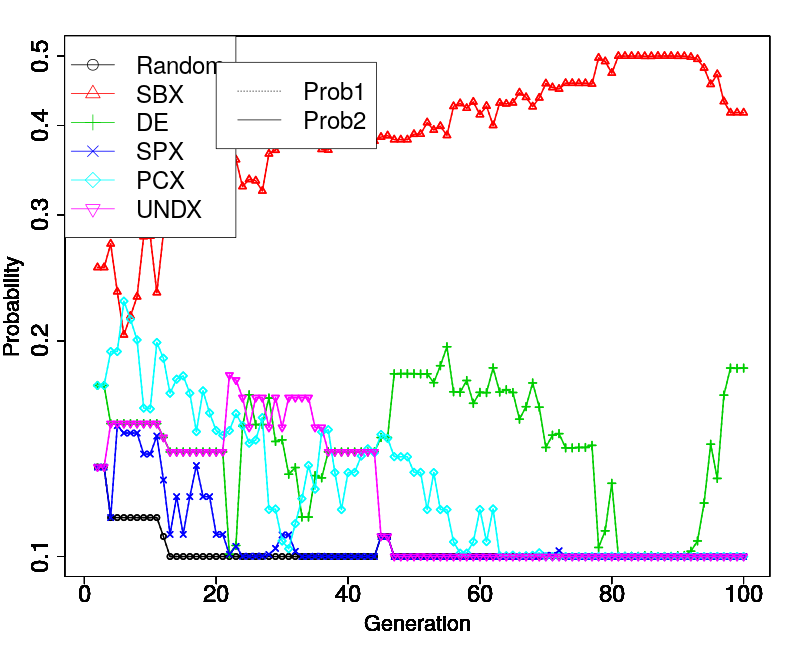 0.5
0.4
0.3
0.2
0.1
Probability
Random
SBX
DE
SPX
PCX
UNDX
Prob1
Prob2
0 20 40 60 80 100
Generation